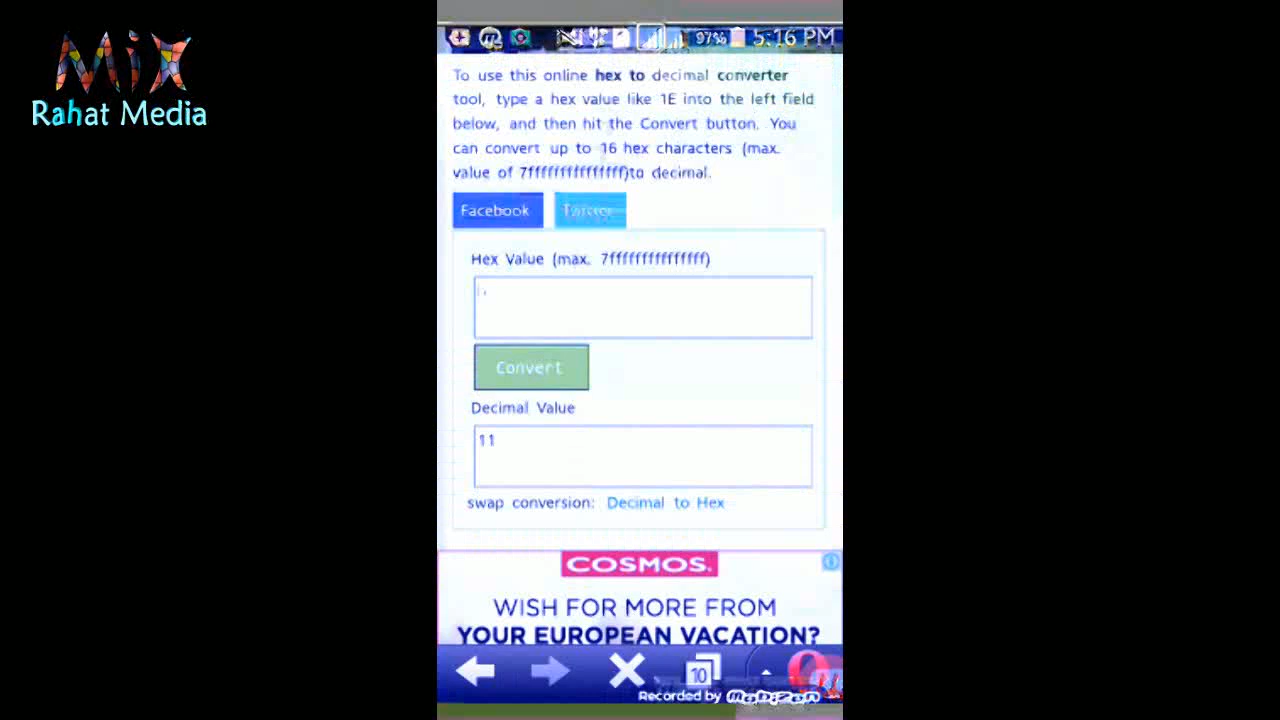 Mix
Rahat Media
97% 5:16 PM
To use this online hex to decimal converter
tool, type a hex value like 1E into the left field
below, and then hit the Convert button. You
can convert up to 16 hex characters (max.
value of 7fffffffffffffff)to decimal.
Facebook Twitter
Hex Value (max. 7fffffffffffffff)
Convert
Decimal Value
11
swap conversion: Decimal to Hex
COSMOS.
WISH FOR MORE FROM
YOUR EUROPEAN VACATION?
10
Recorded by